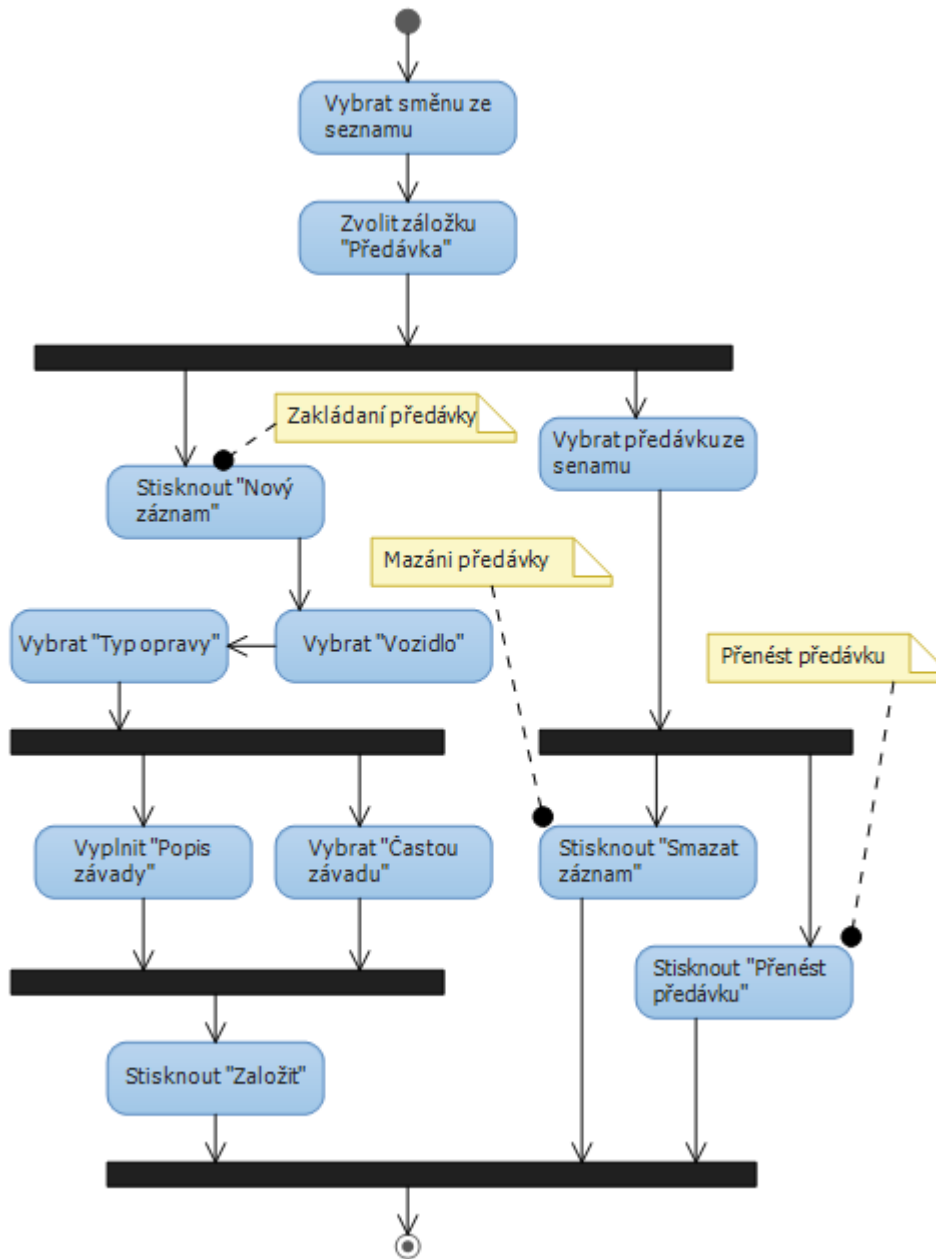 Vybrat směnu ze
seznamu
Zvolit záložku
"Předávka"
Zakládaní předávky
Vybrat předávku ze
senamu
Stisknout "Nový
záznam"
Mazáni předávky
Vybrat "Typ opravy"
Vybrat "Vozidlo"
Přenést předávku
Vyplnit "Popis
závady"
Vybrat "Častou
závadu"
Stisknout "Smazat
záznam"
Stisknout "Přenést
předávku"
Stisknout "Založit"